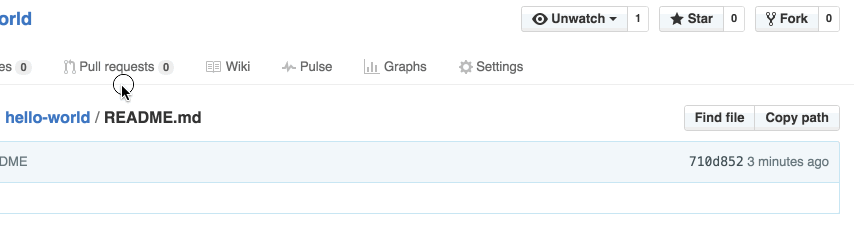 orld Unwatch 1 Star 0 Fork 0
es 0 Pull requests 0 Wiki Pulse Graphs Settings
hello-world / README.md Find file Copy path
DME 710d852 3 minutes ago